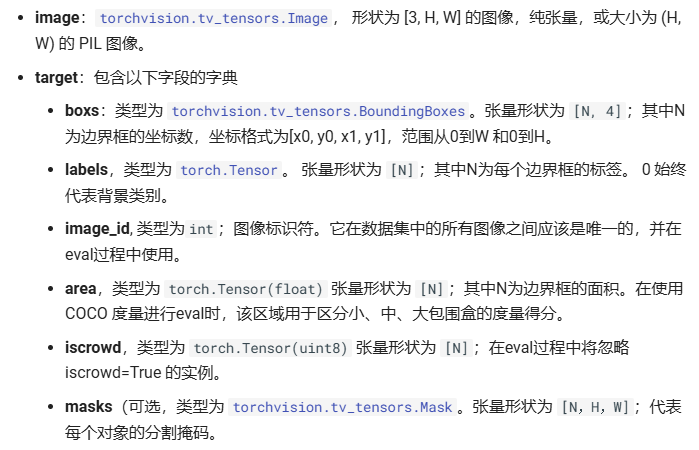 • image：torchvision.tv_tensors.Image， 形状为 [3, H, W] 的图像，纯张量，或大小为 (H,
W) 的 PIL 图像。
• target：包含以下字段的字典
• boxs：类型为 torchvision.tv_tensors.BoundingBoxes。张量形状为 [N, 4]；其中N
为边界框的坐标数，坐标格式为[x0, y0, x1, y1]，范围从0到W 和0到H。
• labels，类型为 torch.Tensor。 张量形状为 [N]；其中N为每个边界框的标签。 0 始终
代表背景类别。
• image_id, 类型为 int；图像标识符。它在数据集中的所有图像之间应该是唯一的，并在
eval过程中使用。
• area，类型为 torch.Tensor(float) 张量形状为 [N]；其中N为边界框的面积。在使用
COCO 度量进行eval时，该区域用于区分小、中、大包围盒的度量得分。
• iscrowd，类型为 torch.Tensor(uint8) 张量形状为 [N]；在eval过程中将忽略
iscrowd=True 的实例。
• masks（可选，类型为 torchvision.tv_tensors.Mask。张量形状为 [N，H，W]；代表
每个对象的分割掩码。